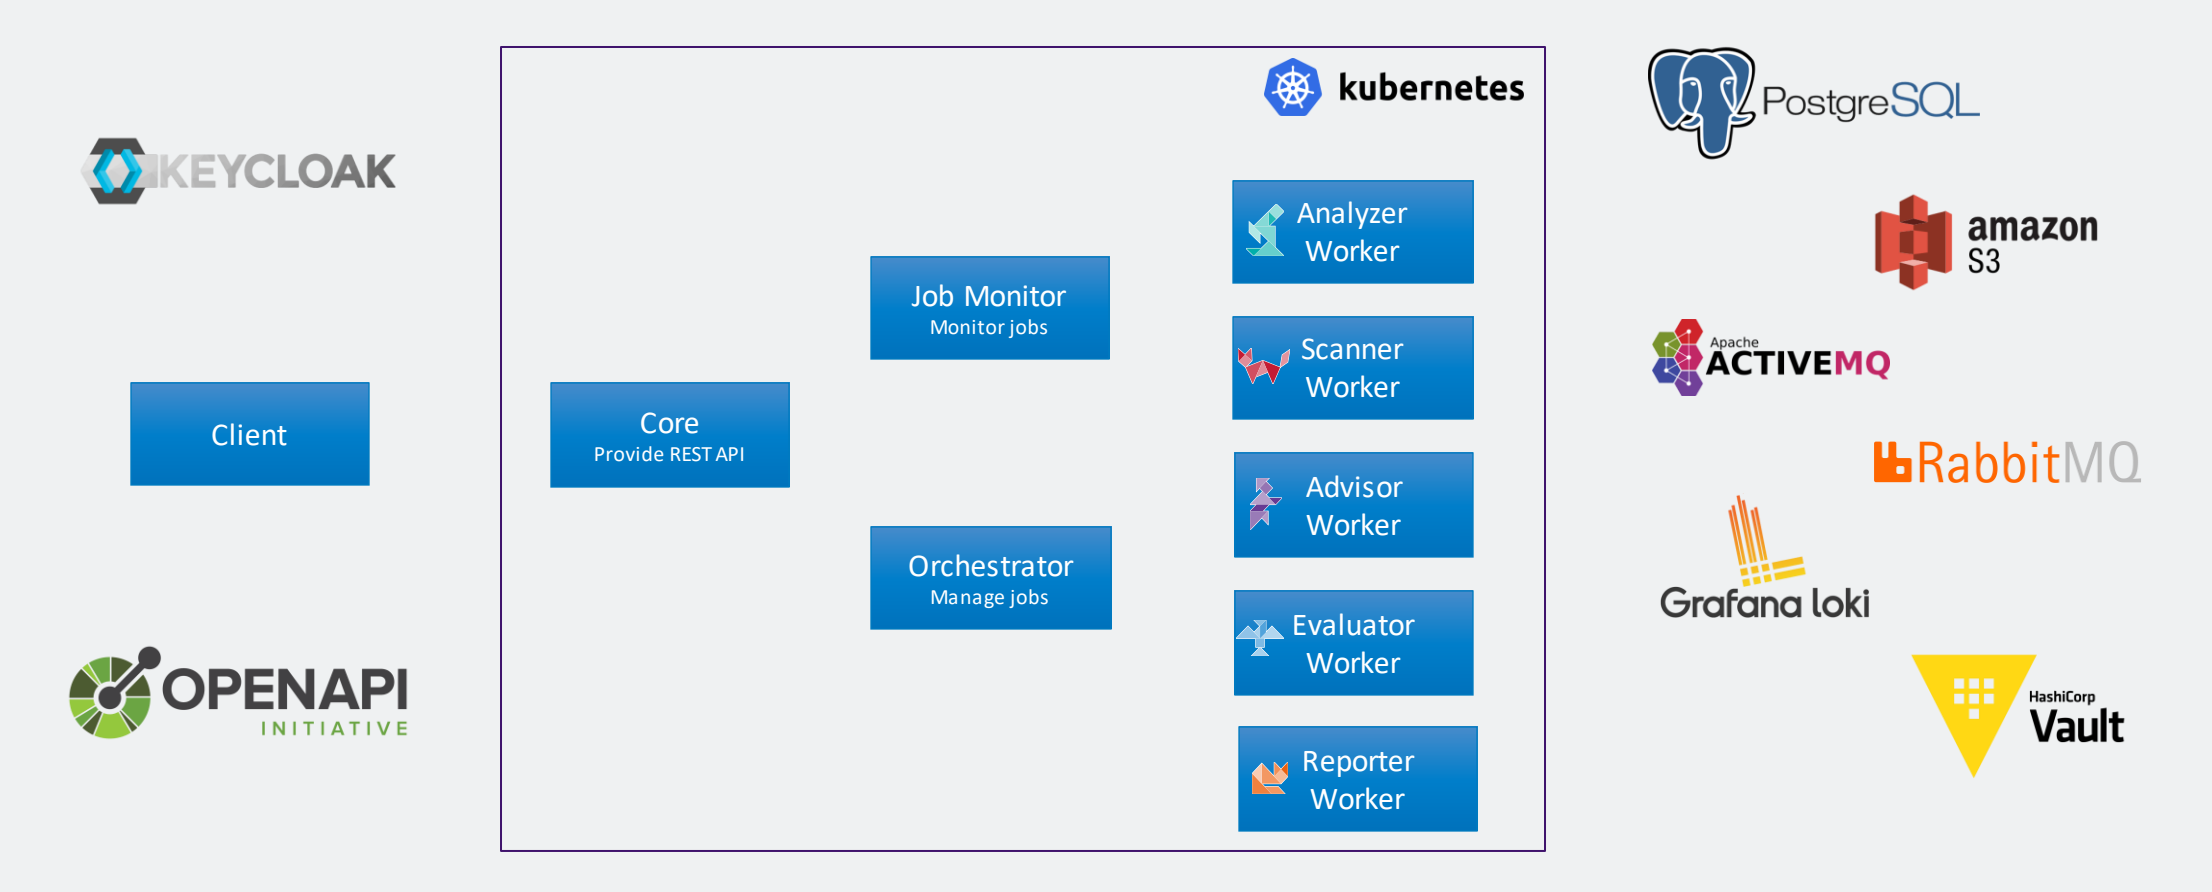 KEYCLOAK
Client
OPENAPI
INITIATIVE
kubernetes
Core
Provide REST API
Job Monitor
Monitor jobs
Orchestrator
Manage jobs
Analyzer
Worker
Scanner
Worker
Advisor
Worker
Evaluator
Worker
Reporter
Worker
PostgreSQL
amazon
S3
Apache
ACTIVEMQ
RabbitMQ
Grafana loki
HashiCorp
Vault